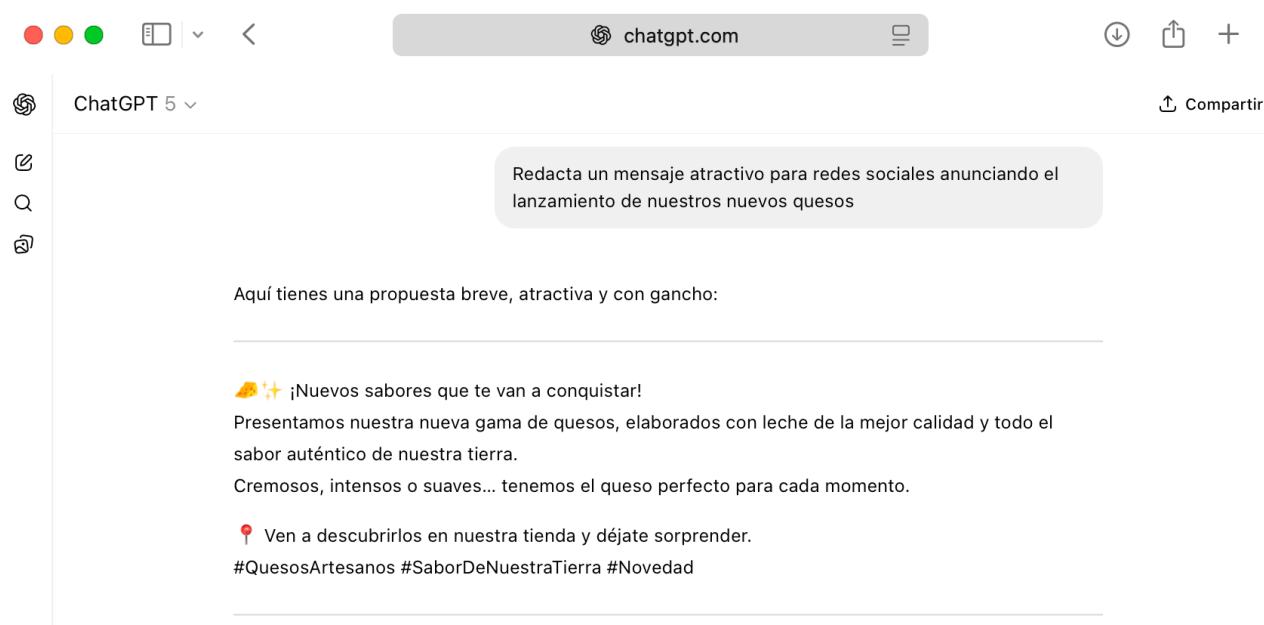 chatgpt.com
ChatGPT 5
Compartir
Redacta un mensaje atractivo para redes sociales anunciando el
lanzamiento de nuestros nuevos quesos
Aquí tienes una propuesta breve, atractiva y con gancho:
🧀✨ ¡Nuevos sabores que te van a conquistar!
Presentamos nuestra nueva gama de quesos, elaborados con leche de la mejor calidad y todo el
sabor auténtico de nuestra tierra.
Cremosos, intensos o suaves... tenemos el queso perfecto para cada momento.
📍 Ven a descubrirlos en nuestra tienda y déjate sorprender.
#QuesosArtesanos #SaborDeNuestraTierra #Novedad